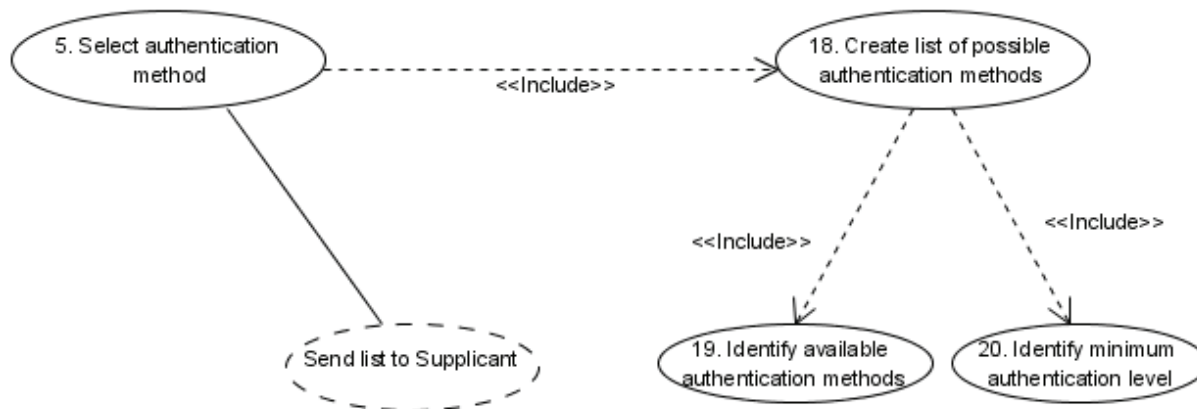 5. Select authentication
method
18. Create list of possible
authentication methods
<<Include>>
<<Include>>
<<Include>>
Send list to Supplicant
19. Identify available
authentication methods
20. Identify minimum
authentication level